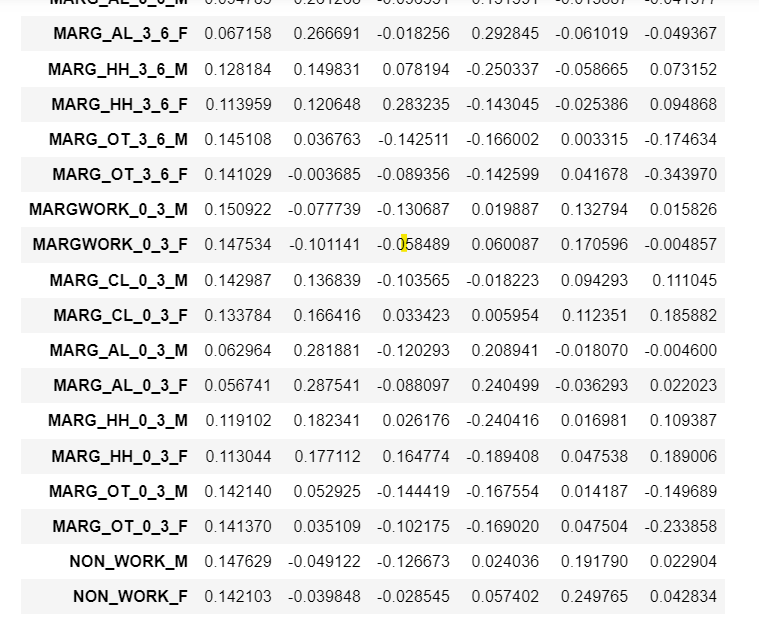 MARG_AL_3_6_F 0.067158 0.266691 -0.018256 0.292845 -0.061019 -0.049367
MARG_HH_3_6_M 0.128184 0.149831 0.078194 -0.250337 -0.058665 0.073152
MARG_HH_3_6_F 0.113959 0.120648 0.283235 -0.143045 -0.025386 0.094868
MARG_OT_3_6_M 0.145108 0.036763 -0.142511 -0.166002 0.003315 -0.174634
MARG_OT_3_6_F 0.141029 -0.003685 -0.089356 -0.142599 0.041678 -0.343970
MARGWORK_0_3_M 0.150922 -0.077739 -0.130687 0.019887 0.132794 0.015826
MARGWORK_0_3_F 0.147534 -0.101141 -0.058489 0.060087 0.170596 -0.004857
MARG_CL_0_3_M 0.142987 0.136839 -0.103565 -0.018223 0.094293 0.111045
MARG_CL_0_3_F 0.133784 0.166416 0.033423 0.005954 0.112351 0.185882
MARG_AL_0_3_M 0.062964 0.281881 -0.120293 0.208941 -0.018070 -0.004600
MARG_AL_0_3_F 0.056741 0.287541 -0.088097 0.240499 -0.036293 0.022023
MARG_HH_0_3_M 0.119102 0.182341 0.026176 -0.240416 0.016981 0.109387
MARG_HH_0_3_F 0.113044 0.177112 0.164774 -0.189408 0.047538 0.189006
MARG_OT_0_3_M 0.142140 0.052925 -0.144419 -0.167554 0.014187 -0.149689
MARG_OT_0_3_F 0.141370 0.035109 -0.102175 -0.169020 0.047504 -0.233858
NON_WORK_M 0.147629 -0.049122 -0.126673 0.024036 0.191790 0.022904
NON_WORK_F 0.142103 -0.039848 -0.028545 0.057402 0.249765 0.042834